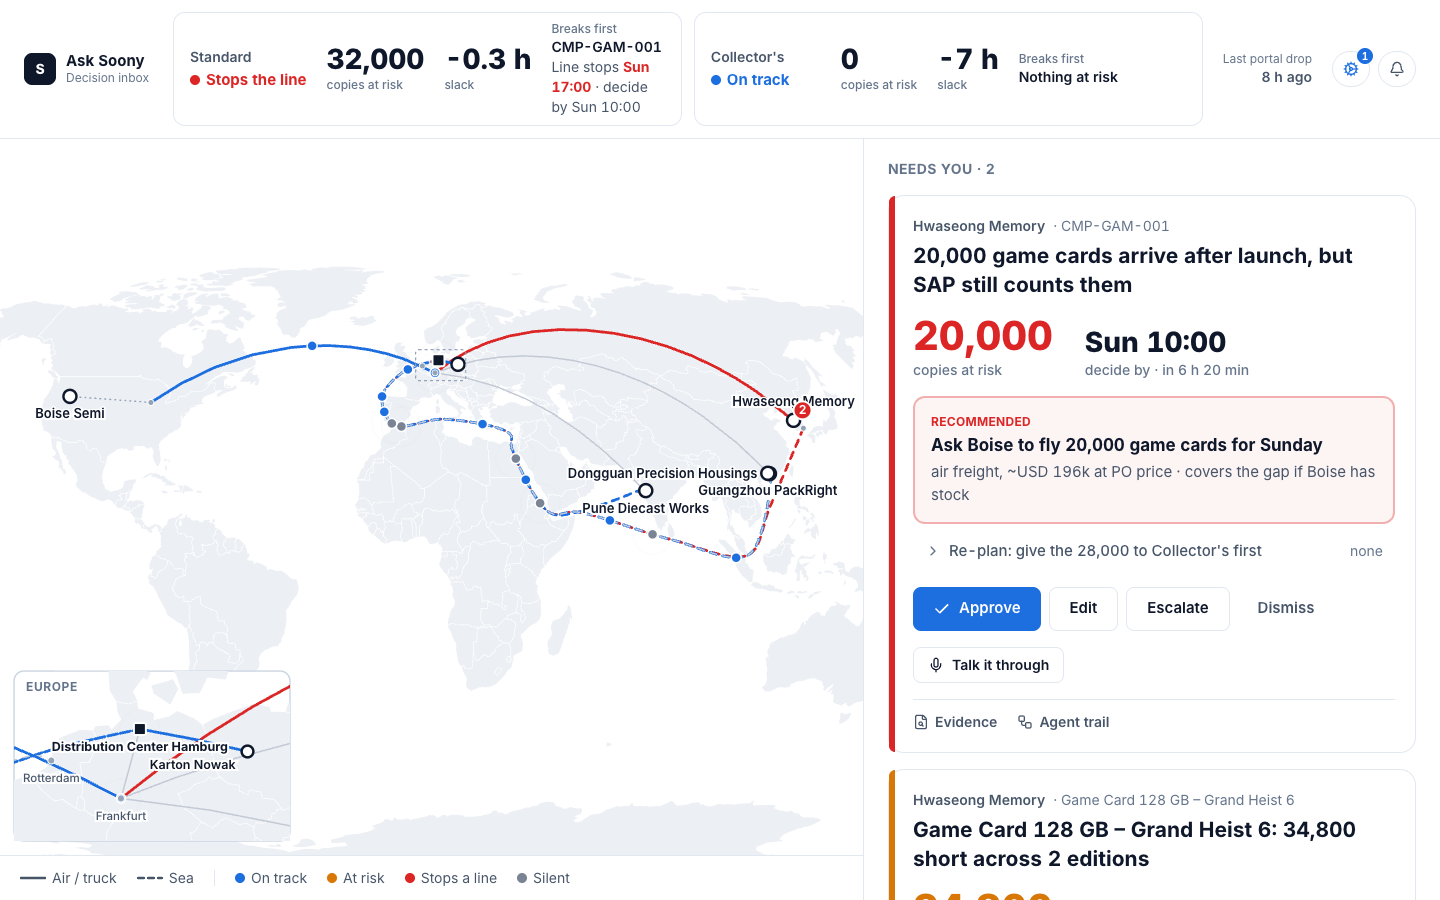 S
Ask Soony
Decision inbox
Standard
Stops the line
32,000
copies at risk
-0.3 h
slack
Breaks first
CMP-GAM-001
Line stops Sun
17:00 · decide
by Sun 10:00
Collector's
On track
0
copies at risk
-7 h
slack
Breaks first
Nothing at risk
Last portal drop
8 h ago
1
Boise Semi
Hwaseong Memory
2
Dongguan Precision Housings
Guangzhou PackRight
Pune Diecast Works
EUROPE
Distribution Center Hamburg
Karton Nowak
Rotterdam
Frankfurt
Air / truck
Sea
On track
At risk
Stops a line
Silent
NEEDS YOU · 2
Hwaseong Memory · CMP-GAM-001
20,000 game cards arrive after launch, but
SAP still counts them
20,000
copies at risk
Sun 10:00
decide by · in 6 h 20 min
RECOMMENDED
Ask Boise to fly 20,000 game cards for Sunday
air freight, ~USD 196k at PO price · covers the gap if Boise has
stock
Re-plan: give the 28,000 to Collector's first
none
Approve
Edit
Escalate
Dismiss
Talk it through
Evidence
Agent trail
Hwaseong Memory · Game Card 128 GB – Grand Heist 6
Game Card 128 GB – Grand Heist 6: 34,800
short across 2 editions